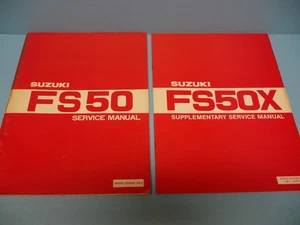 SUZUKI
FS50
SERVICE MANUAL
SUZUKI
FS50X
SUPPLEMENTARY SERVICE MANUAL